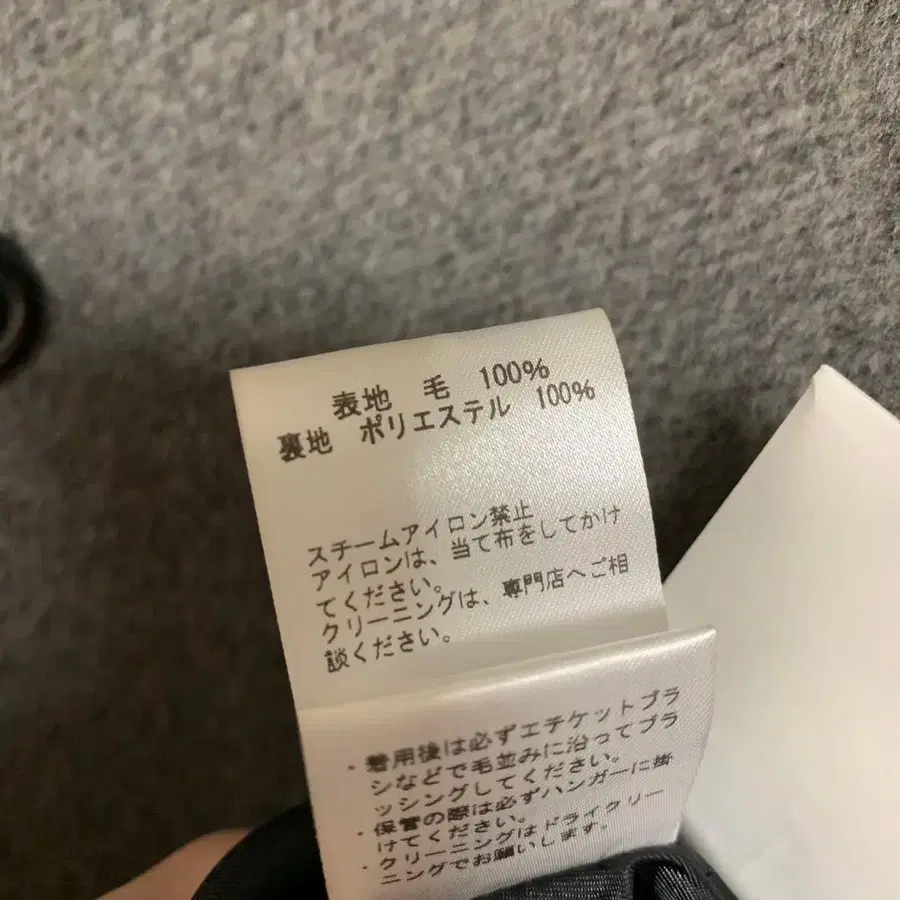 表地 毛 100%
裏地 ポリエステル 100%
スチームアイロン禁止
アイロンは、当て布をしてかけ
てください。
クリーニングは、専門店へご相
談ください。
・着用後は必ずエチケットブラ
シなどで毛並みに沿ってブラ
ッシングしてください。
・保管の際は必ずハンガーに掛
けてください。
・クリーニングはドライクリー
ニングでお願いします。